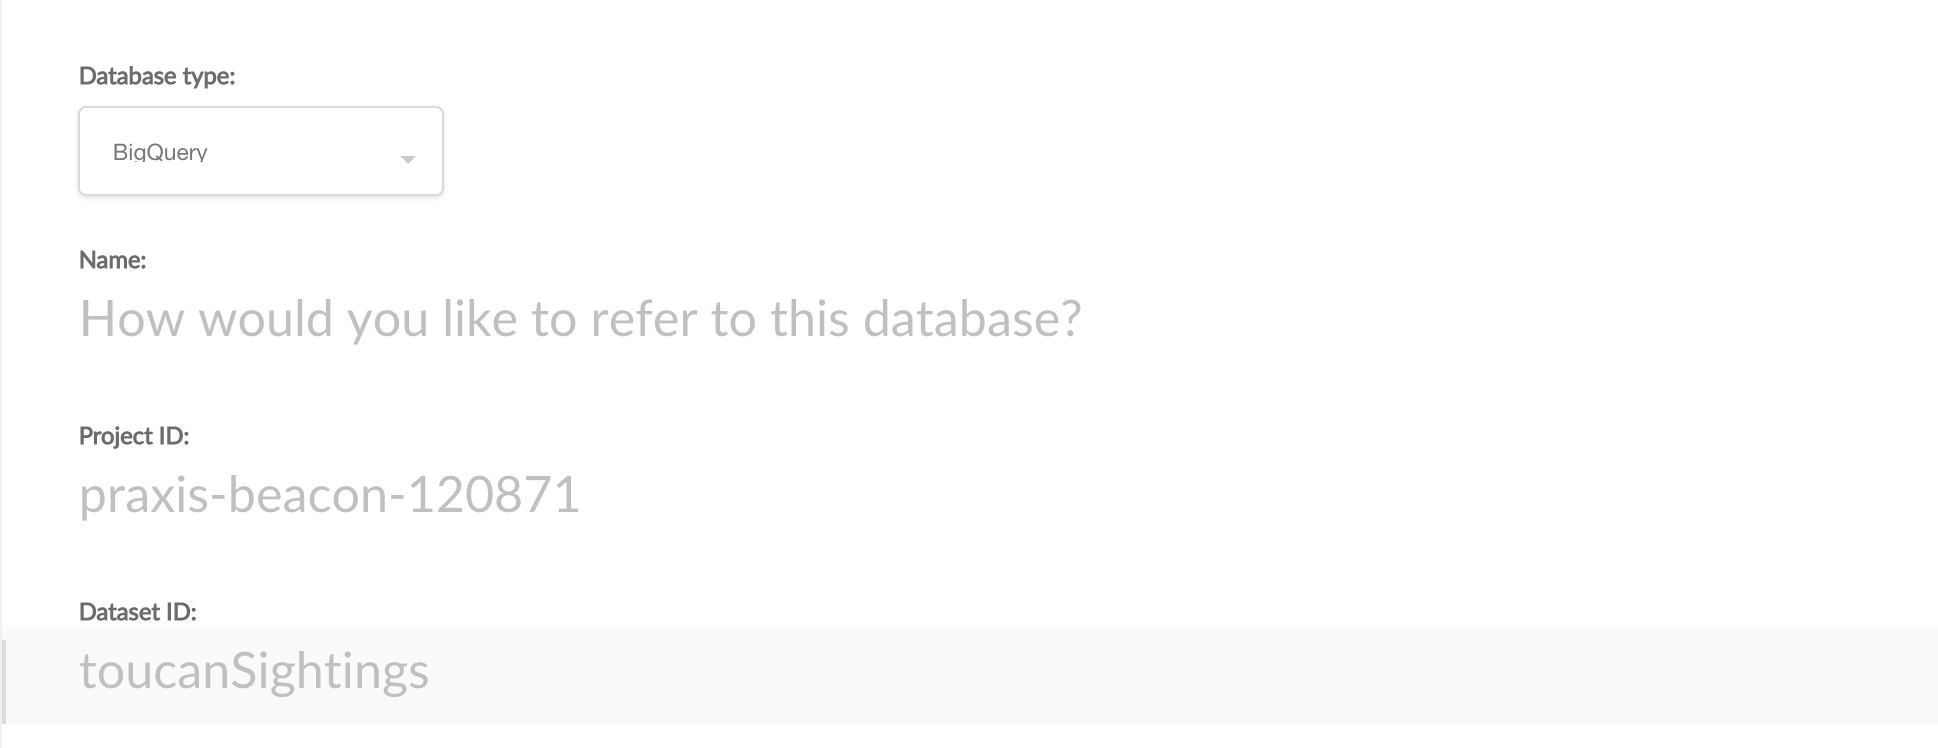 Database type:
BigQuery
Name:
How would you like to refer to this database?
Project ID:
praxis-beacon-120871
Dataset ID:
toucanSightings